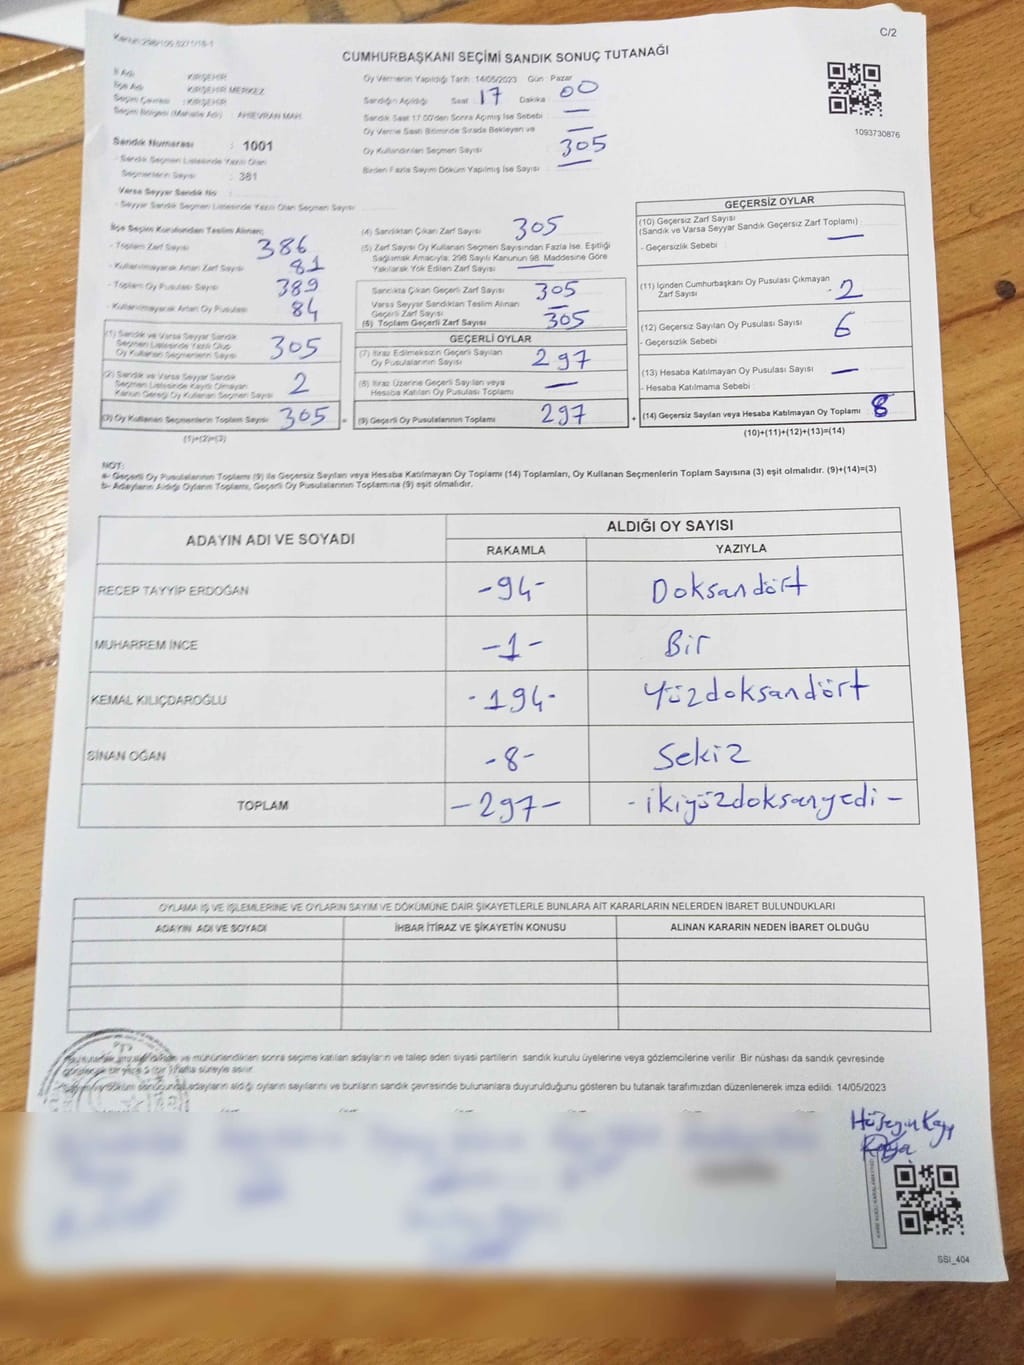 C/2
CUMHURBAŞKANI SEÇİMİ SANDIK SONUÇ TUTANAĞI
İl Adı : KIRŞEHİR
İlçe Adı : KIRŞEHİR MERKEZ
Seçim Çevresi : KIRŞEHİR
Seçim Bölgesi (Mahalle Adı) : AHİEVRAN MAH.
Sandık Numarası : 1001
- Sandık Seçmen Listesinde Yazılı Olan
Seçmenlerin Sayısı : 381
Varsa Seyyar Sandık No :
- Seyyar Sandık Seçmen Listesinde Yazılı Olan Seçmen Sayısı :
Oy Vermenin Yapıldığı Tarih : 14/05/2023 Gün : Pazar
Sandığın Açıldığı Saat : 17 Dakika : 00
Sandık Saat 17.00'den Sonra Açılmış İse Sebebi : —
Oy Verme Saati Bitiminde Sırada Bekleyen ve —
Oy Kullandırılan Seçmen Sayısı : 305
Birden Fazla Sayım Döküm Yapılmış İse Sayısı : —
1093730876
İlçe Seçim Kurulundan Teslim Alınan;
- Toplam Zarf Sayısı : 386
- Kullanılmayarak Artan Zarf Sayısı : 81
- Toplam Oy Pusulası Sayısı : 389
- Kullanılmayarak Artan Oy Pusulası : 84
(1) Sandık ve Varsa Seyyar Sandık
Seçmen Listesinde Yazılı Olup
Oy Kullanan Seçmenlerin Sayısı : 305
(2) Sandık ve Varsa Seyyar Sandık
Seçmen Listesinde Kayıtlı Olmayan
Kanun Gereği Oy Kullanan Seçmen Sayısı : 2
(3) Oy Kullanan Seçmenlerin Toplam Sayısı : 305 =
(1)+(2)=(3)
(4) Sandıktan Çıkan Zarf Sayısı : 305
(5) Zarf Sayısı Oy Kullanan Seçmen Sayısından Fazla İse, Eşitliği
Sağlamak Amacıyla, 298 Sayılı Kanunun 98. Maddesine Göre
Yakılarak Yok Edilen Zarf Sayısı : —
Sandıkta Çıkan Geçerli Zarf Sayısı : 305
Varsa Seyyar Sandıktan Teslim Alınan
Geçerli Zarf Sayısı : —
(6) Toplam Geçerli Zarf Sayısı : 305
GEÇERLİ OYLAR
(7) İtiraz Edilmeksizin Geçerli Sayılan
Oy Pusulalarının Sayısı : 297
(8) İtiraz Üzerine Geçerli Sayılan veya
Hesaba Katılan Oy Pusulalarının Toplamı : —
(9) Geçerli Oy Pusulalarının Toplamı : 297 +
GEÇERSİZ OYLAR
(10) Geçersiz Zarf Sayısı
(Sandık ve Varsa Seyyar Sandık Geçersiz Zarf Toplamı) : —
- Geçersizlik Sebebi :
(11) İçinden Cumhurbaşkanı Oy Pusulası Çıkmayan
Zarf Sayısı : 2
(12) Geçersiz Sayılan Oy Pusulası Sayısı : 6
- Geçersizlik Sebebi :
(13) Hesaba Katılmayan Oy Pusulası Sayısı : —
- Hesaba Katılmama Sebebi :
(14) Geçersiz Sayılan veya Hesaba Katılmayan Oy Toplamı : 8
(10)+(11)+(12)+(13)=(14)
NOT:
a- Geçerli Oy Pusulalarının Toplamı (9) ile Geçersiz Sayılan veya Hesaba Katılmayan Oy Toplamı (14) Toplamları, Oy Kullanan Seçmenlerin Toplam Sayısına (3) eşit olmalıdır. (9)+(14)=(3)
b- Adayların Aldığı Oyların Toplamı, Geçerli Oy Pusulalarının Toplamına (9) eşit olmalıdır.
ADAYIN ADI VE SOYADI
ALDIĞI OY SAYISI
RAKAMLA YAZIYLA
RECEP TAYYİP ERDOĞAN -94- Doksandört
MUHARREM İNCE -1- Bir
KEMAL KILIÇDAROĞLU -194- Yüzdoksandört
SİNAN OĞAN -8- Sekiz
TOPLAM -297- -ikiyüzdoksanyedi-
OYLAMA İŞ VE İŞLEMLERİNE VE OYLARIN SAYIM VE DÖKÜMÜNE DAİR ŞİKAYETLERLE BUNLARA AİT KARARLARIN NELERDEN İBARET BULUNDUKLARI
ADAYIN ADI VE SOYADI İHBAR İTİRAZ VE ŞİKAYETİN KONUSU ALINAN KARARIN NEDEN İBARET OLDUĞU
ve mühürlendikten sonra seçime katılan adayların ve talep eden siyasi partilerin sandık kurulu üyelerine veya gözlemcilerine verilir. Bir nüshası da sandık çevresinde
bir yere 1 (bir) hafta süreyle asılır.
döküm sonucunda adayların aldığı oyların sayılarını ve bunların sandık çevresinde bulunanlara duyurulduğunu gösteren bu tutanak tarafımızdan düzenlenerek imza edildi. 14/05/2023
Hüseyin Kaya
SSI_404